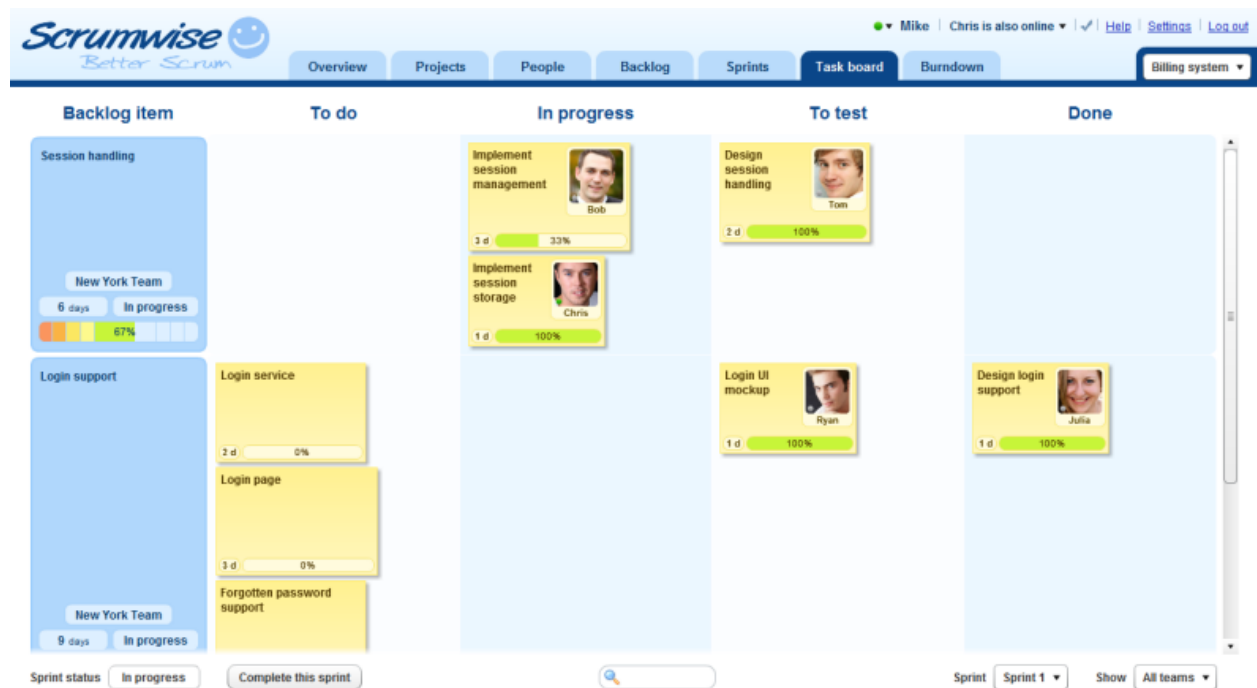 Scrumwise
Better Scrum
Mike
Chris is also online
Help
Settings
Log out
Overview
Projects
People
Backlog
Sprints
Task board
Burndown
Billing system
Backlog item
To do
In progress
To test
Done
Session handling
New York Team
6 days
In progress
67%
Implement
session
management
Bob
3 d
33%
Implement
session
storage
Chris
1 d
100%
Design
session
handling
Tom
2 d
100%
Login support
New York Team
9 days
In progress
Login service
2 d
0%
Login page
3 d
0%
Forgotten password
support
Login UI
mockup
Ryan
1 d
100%
Design login
support
Julia
1 d
100%
Sprint status
In progress
Complete this sprint
Sprint
Sprint 1
Show
All teams